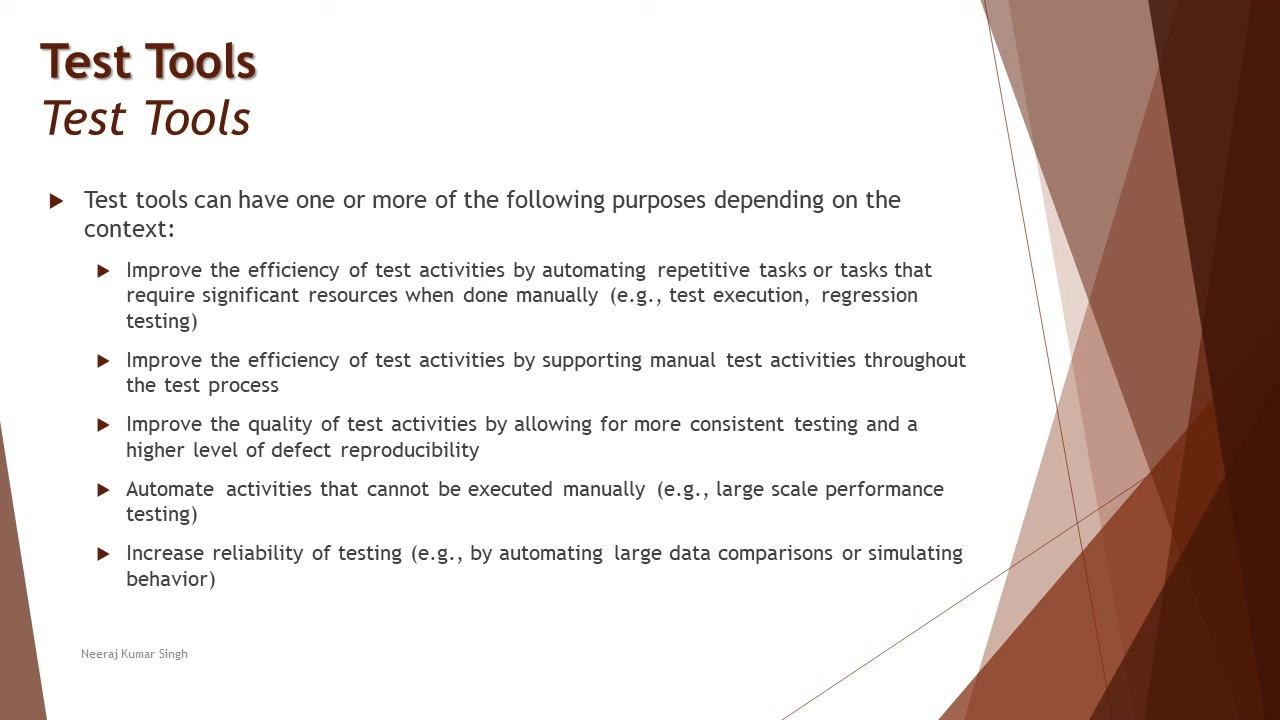 Test Tools
Test Tools
Test tools can have one or more of the following purposes depending on the
context:
Improve the efficiency of test activities by automating repetitive tasks or tasks that
require significant resources when done manually (e.g., test execution, regression
testing)
Improve the efficiency of test activities by supporting manual test activities throughout
the test process
Improve the quality of test activities by allowing for more consistent testing and a
higher level of defect reproducibility
Automate activities that cannot be executed manually (e.g., large scale performance
testing)
Increase reliability of testing (e.g., by automating large data comparisons or simulating
behavior)
Neeraj Kumar Singh